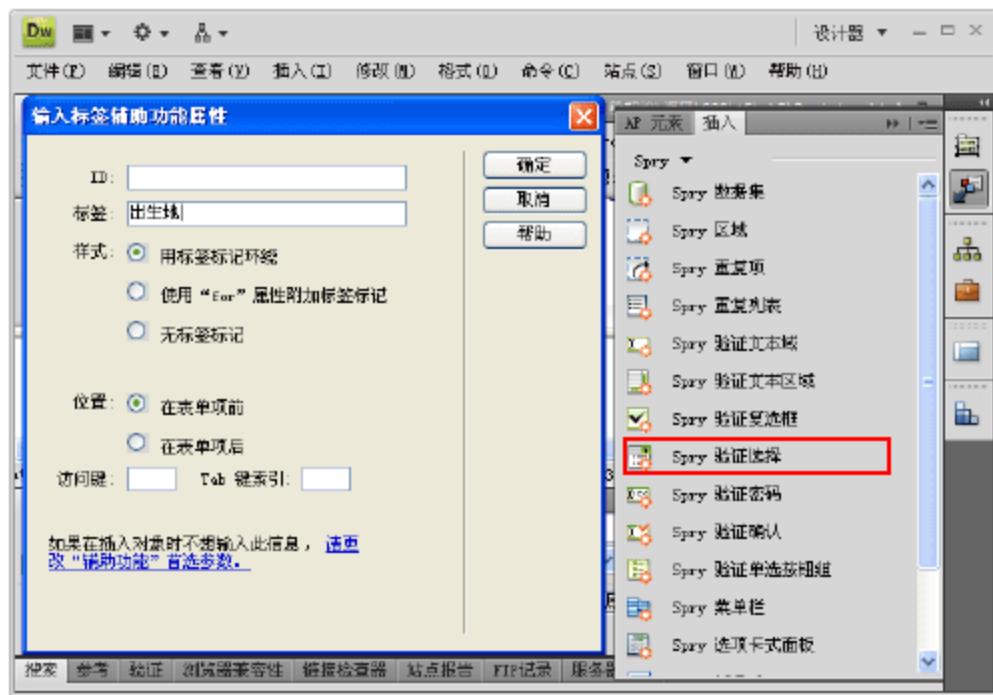 Dw
设计器
文件(F) 编辑(E) 查看(V) 插入(I) 修改(M) 格式(O) 命令(C) 站点(S) 窗口(W) 帮助(H)
输入标签辅助功能属性
ID:
标签: 出生地
样式: 用标签标记环绕
使用“for”属性附加标签标记
无标签标记
位置: 在表单项前
在表单项后
访问键: Tab 键索引:
如果在插入对象时不想输入此信息，请更
改“辅助功能”首选参数。
确定
取消
帮助
AP 元素 插入
Spry
Spry 数据集
Spry 区域
Spry 重复项
Spry 重复列表
Spry 验证文本域
Spry 验证文本区域
Spry 验证复选框
Spry 验证选择
Spry 验证密码
Spry 验证确认
Spry 验证单选按钮组
Spry 菜单栏
Spry 选项卡式面板
搜索 参考 验证 浏览器兼容性 链接检查器 站点报告 FTP记录 服务器